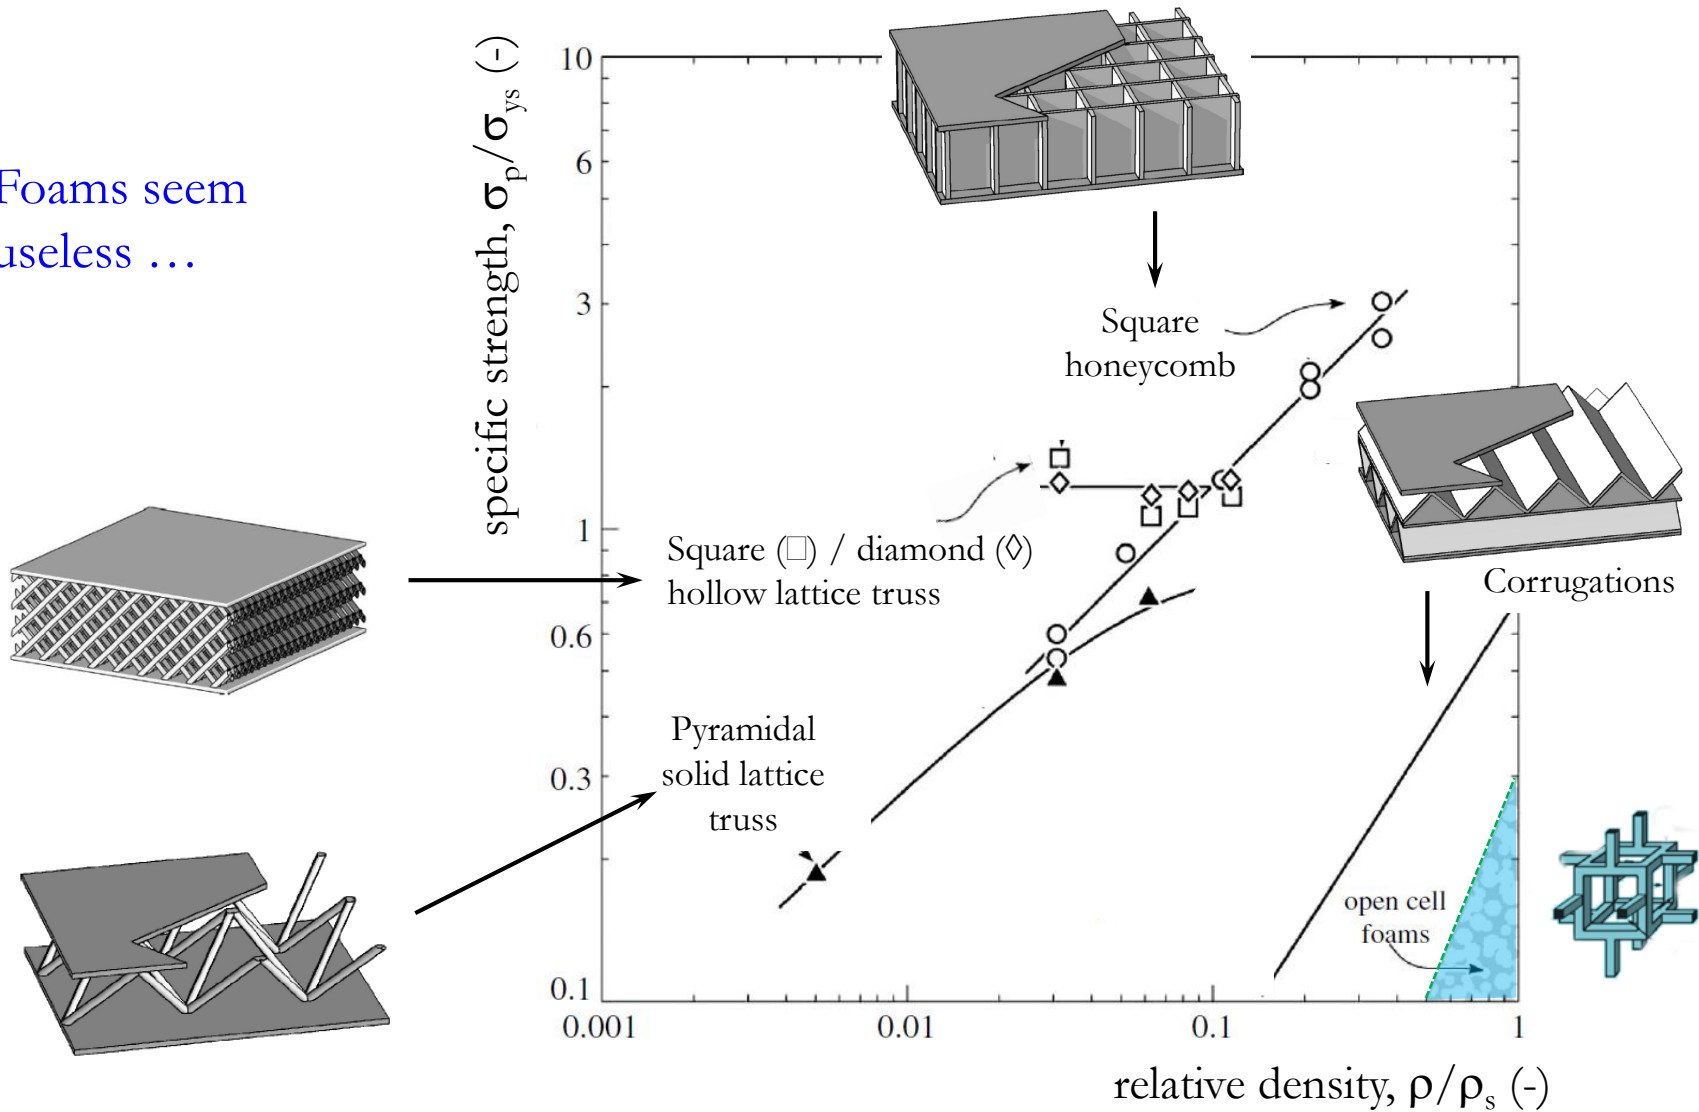 Foams seem
useless …
specific strength, σp/σys (-)
10
6
3
1
0.6
0.3
0.1
0.001
0.01
0.1
1
relative density, ρ/ρs (-)
Square
honeycomb
Square (□) / diamond (◊)
hollow lattice truss
Pyramidal
solid lattice
truss
Corrugations
open cell
foams